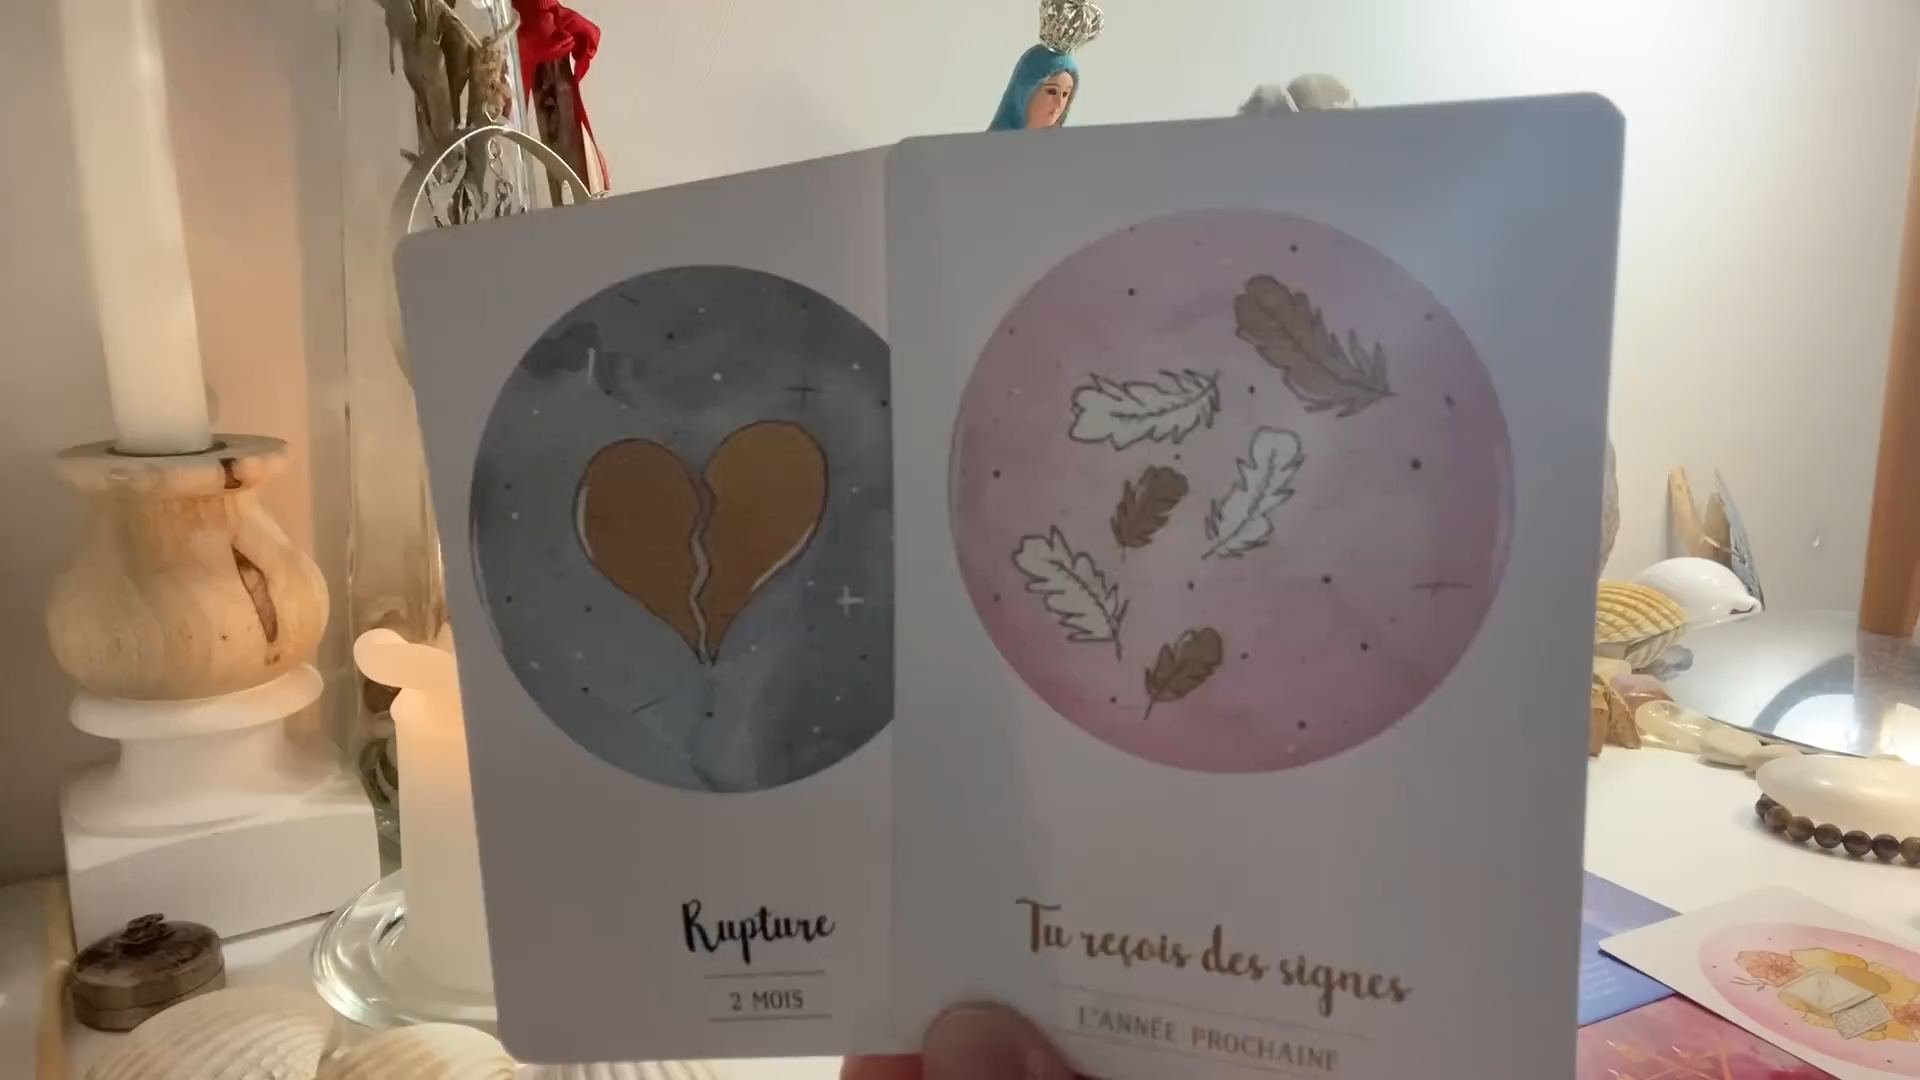 Rupture
2 MOIS
Tu reçois des signes
L'ANNÉE PROCHAINE